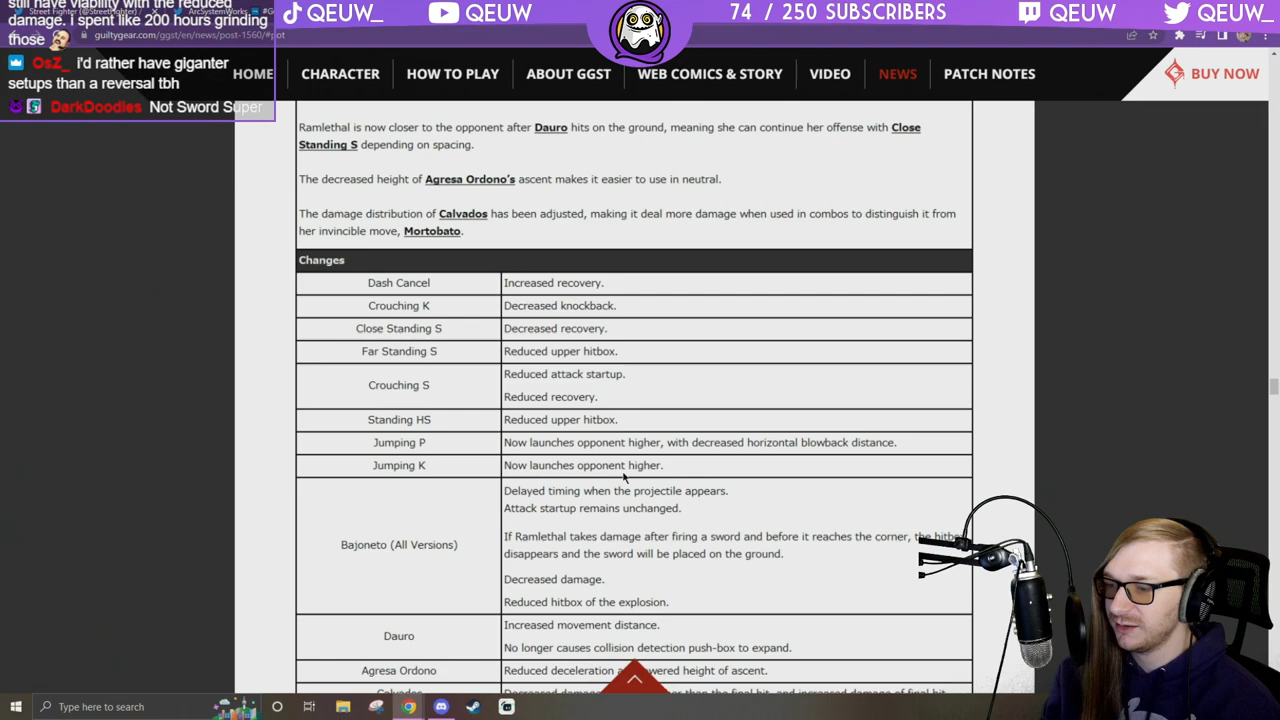 still have viability with the reduced
damage. I spent like 200 hours grinding
those
OsZ_ i'd rather have giganter
setups than a reversal tbh
DarkDoodles Not Sword Super
QEUW_
QEUW
74 / 250 SUBSCRIBERS
QEUW
QEUW_
guiltygear.com/ggst/en/news/post-1560/#pot
HOME
CHARACTER
HOW TO PLAY
ABOUT GGST
WEB COMICS & STORY
VIDEO
NEWS
PATCH NOTES
BUY NOW
Ramlethal is now closer to the opponent after Dauro hits on the ground, meaning she can continue her offense with Close
Standing S depending on spacing.
The decreased height of Agresa Ordono's ascent makes it easier to use in neutral.
The damage distribution of Calvados has been adjusted, making it deal more damage when used in combos to distinguish it from
her invincible move, Mortobato.
Changes
Dash Cancel Increased recovery.
Crouching K Decreased knockback.
Close Standing S Decreased recovery.
Far Standing S Reduced upper hitbox.
Crouching S
Reduced attack startup.
Reduced recovery.
Standing HS Reduced upper hitbox.
Jumping P Now launches opponent higher, with decreased horizontal blowback distance.
Jumping K Now launches opponent higher.
Bajoneto (All Versions)
Delayed timing when the projectile appears.
Attack startup remains unchanged.
If Ramlethal takes damage after firing a sword and before it reaches the corner, the
disappears and the sword will be placed on the ground.
Decreased damage.
Reduced hitbox of the explosion.
Dauro
Increased movement distance.
No longer causes collision detection push-box to expand.
Agresa Ordono Reduced deceleration height of ascent.
Type here to search